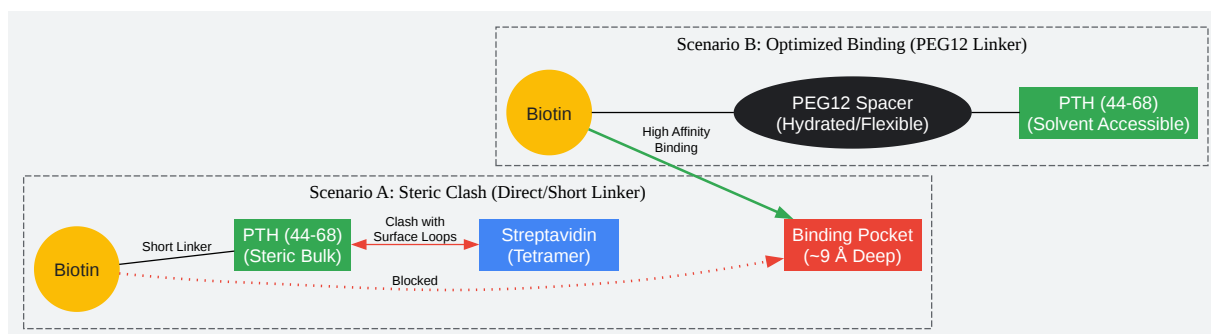 Scenario B: Optimized Binding (PEG12 Linker)
Biotin
PEG12 Spacer
(Hydrated/Flexible)
PTH (44-68)
(Solvent Accessible)
High Affinity
Binding
Scenario A: Steric Clash (Direct/Short Linker)
Biotin
Short Linker
PTH (44-68)
(Steric Bulk)
Clash with
Surface Loops
Streptavidin
(Tetramer)
Binding Pocket
(~9 Å Deep)
Blocked